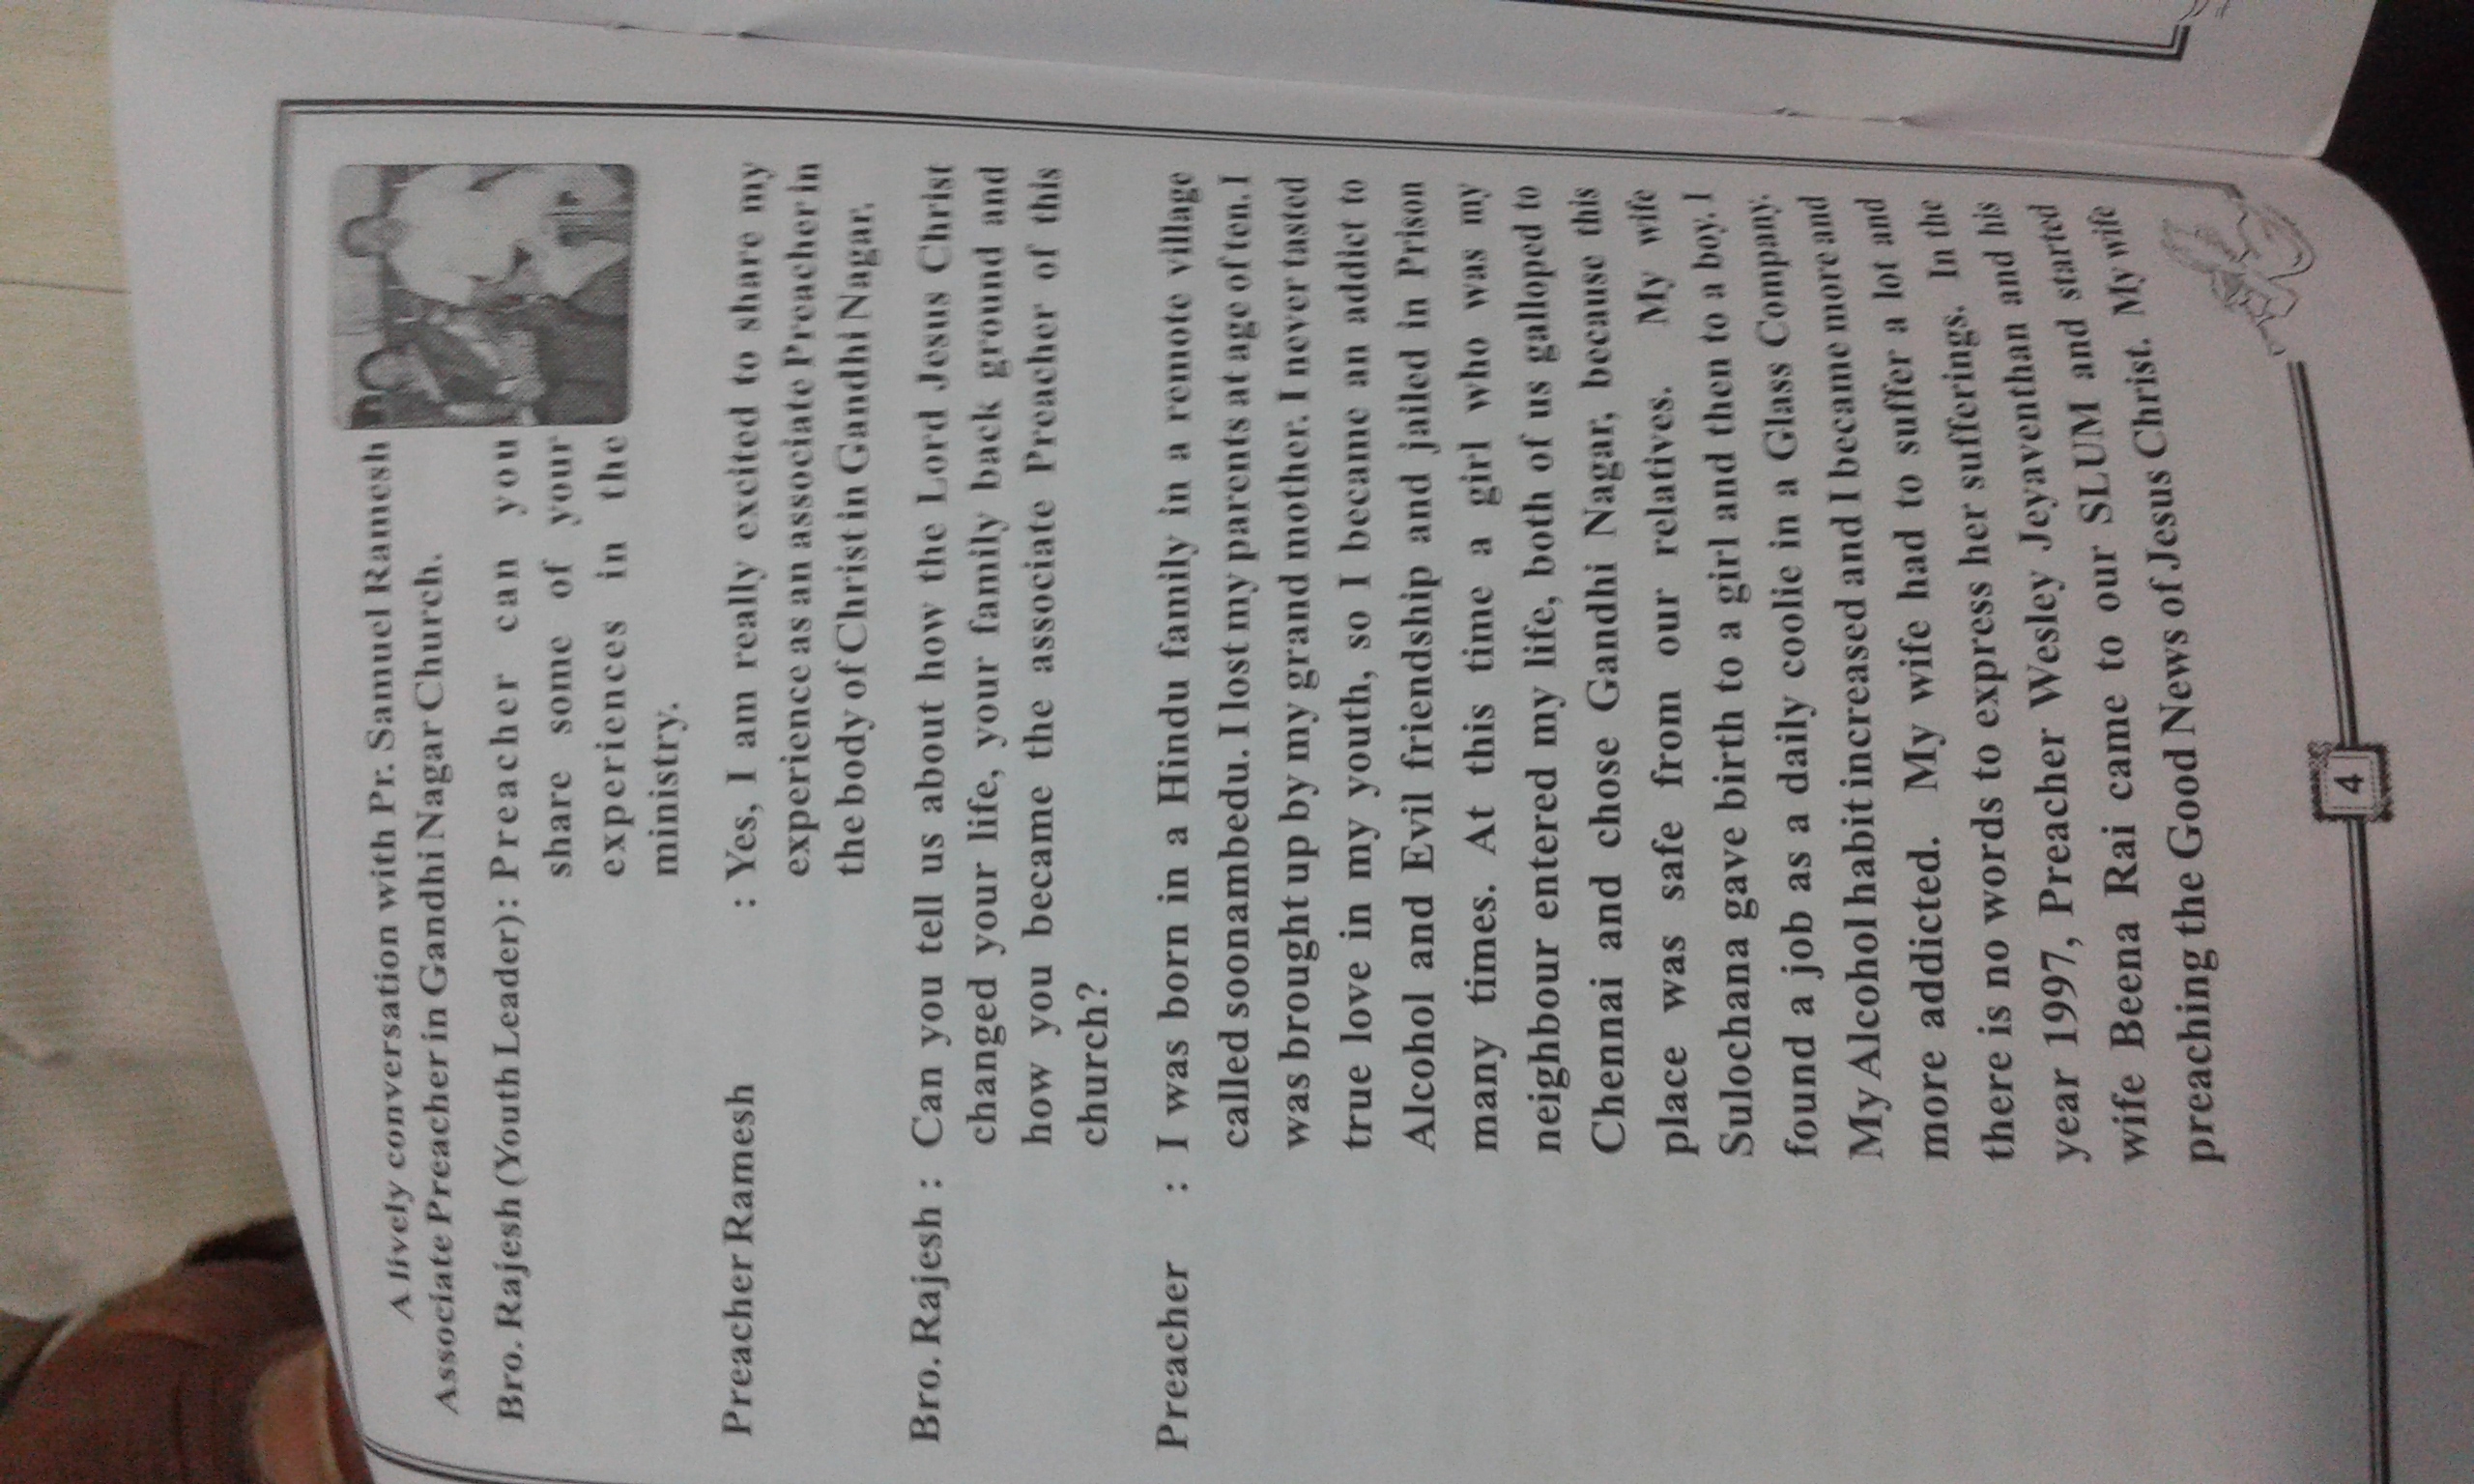 A lively conversation with Pr. Samuel Ramesh
Associate Preacher in Gandhi Nagar Church.
Bro. Rajesh (Youth Leader): Preacher can you
share some of your
experiences in the
ministry.
Preacher Ramesh : Yes, I am really excited to share my
experience as an associate Preacher in
the body of Christ in Gandhi Nagar.
Bro. Rajesh : Can you tell us about how the Lord Jesus Christ
changed your life, your family back ground and
how you became the associate Preacher of this
church?
Preacher : I was born in a Hindu family in a remote village
called soonambedu. I lost my parents at age of ten. I
was brought up by my grand mother. I never tasted
true love in my youth, so I became an addict to
Alcohol and Evil friendship and jailed in Prison
many times. At this time a girl who was my
neighbour entered my life, both of us galloped to
Chennai and chose Gandhi Nagar, because this
place was safe from our relatives. My wife
Sulochana gave birth to a girl and then to a boy. I
found a job as a daily coolie in a Glass Company.
My Alcohol habit increased and I became more and
more addicted. My wife had to suffer a lot and
there is no words to express her sufferings. In the
year 1997, Preacher Wesley Jeyaventhan and his
wife Beena Rai came to our SLUM and started
preaching the Good News of Jesus Christ. My wife
4